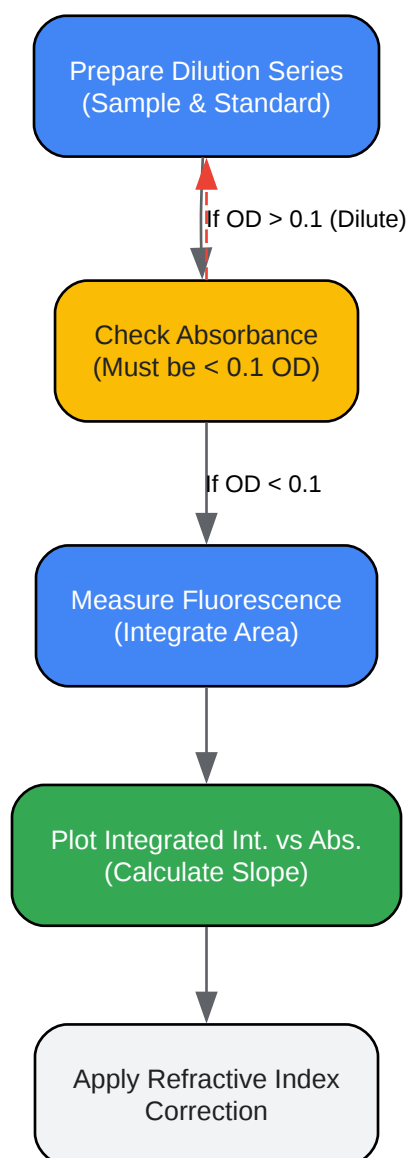 Prepare Dilution Series
(Sample & Standard)
If OD > 0.1 (Dilute)
Check Absorbance
(Must be < 0.1 OD)
If OD < 0.1
Measure Fluorescence
(Integrate Area)
Plot Integrated Int. vs Abs.
(Calculate Slope)
Apply Refractive Index
Correction